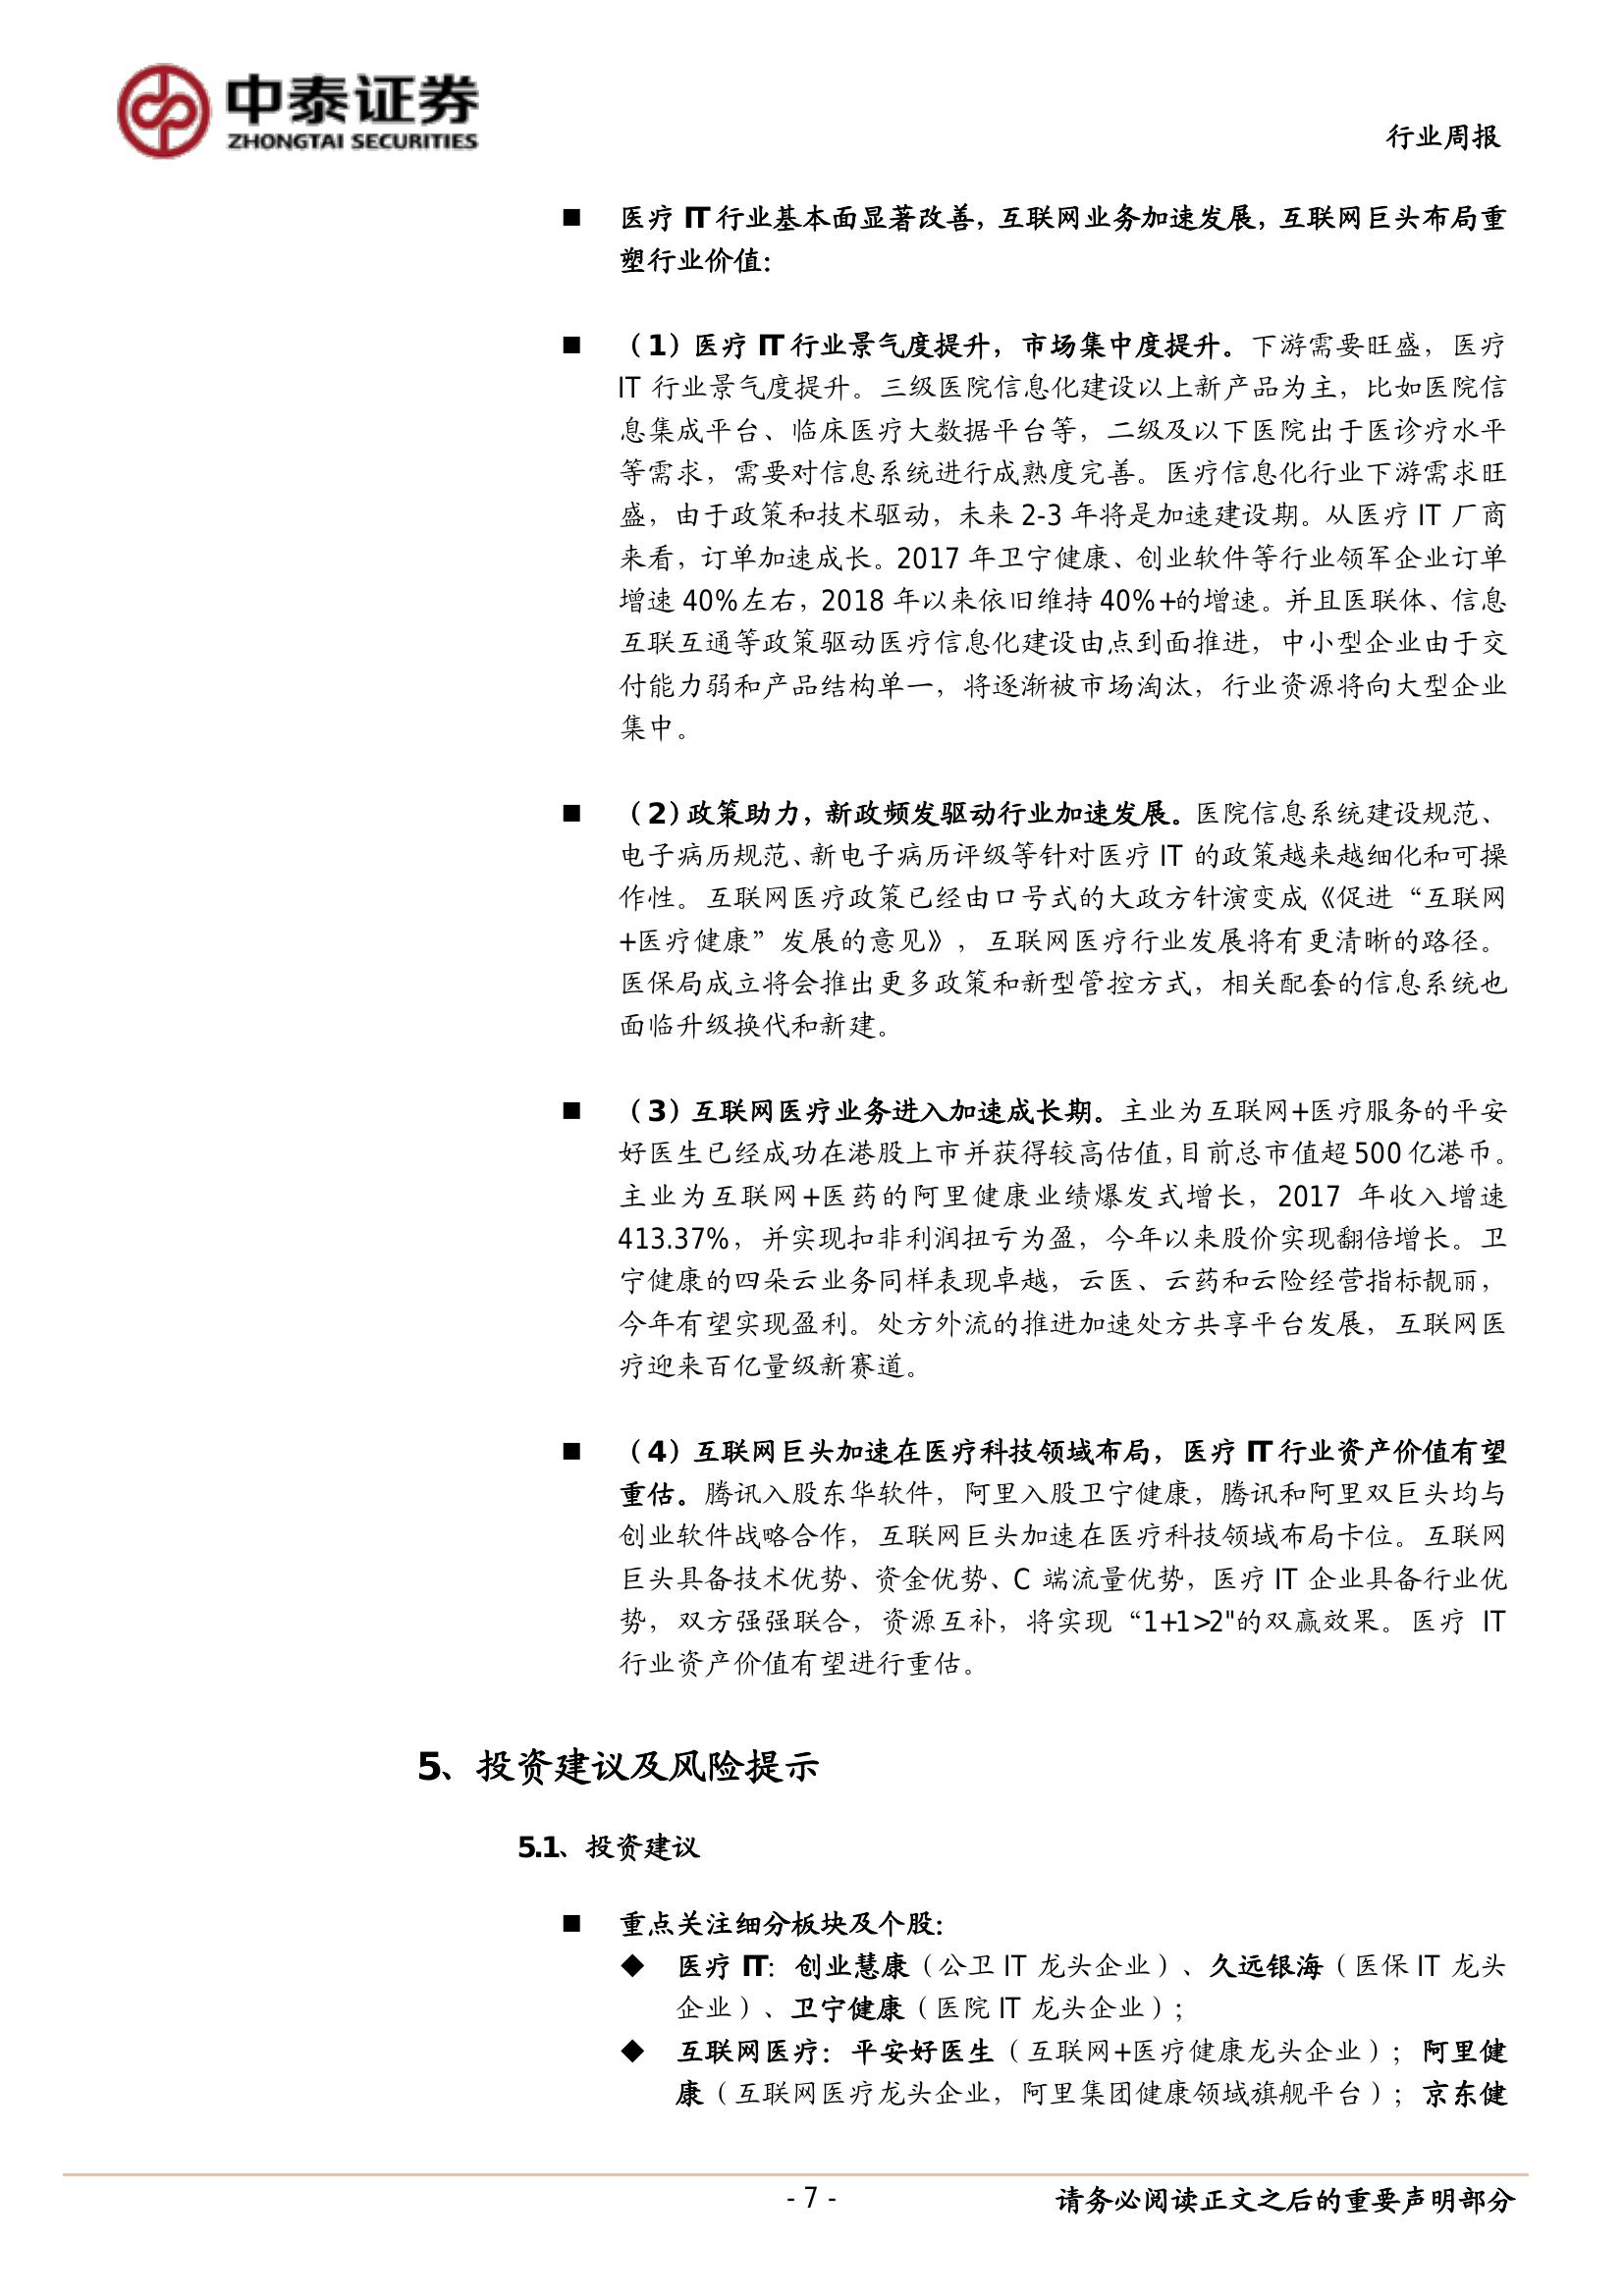 中泰证券
ZHONGTAI SECURITIES
行业周报
■ 医疗 IT 行业基本面显著改善，互联网业务加速发展，互联网巨头布局重
塑行业价值：
■ （1）医疗 IT 行业景气度提升，市场集中度提升。下游需要旺盛，医疗
IT 行业景气度提升。三级医院信息化建设以上新产品为主，比如医院信
息集成平台、临床医疗大数据平台等，二级及以下医院出于医诊疗水平
等需求，需要对信息系统进行成熟度完善。医疗信息化行业下游需求旺
盛，由于政策和技术驱动，未来 2-3 年将是加速建设期。从医疗 IT 厂商
来看，订单加速成长。2017 年卫宁健康、创业软件等行业领军企业订单
增速 40%左右，2018 年以来依旧维持 40%+的增速。并且医联体、信息
互联互通等政策驱动医疗信息化建设由点到面推进，中小型企业由于交
付能力弱和产品结构单一，将逐渐被市场淘汰，行业资源将向大型企业
集中。
■ （2）政策助力，新政频发驱动行业加速发展。医院信息系统建设规范、
电子病历规范、新电子病历评级等针对医疗 IT 的政策越来越细化和可操
作性。互联网医疗政策已经由口号式的大政方针演变成《促进“互联网
+医疗健康”发展的意见》，互联网医疗行业发展将有更清晰的路径。
医保局成立将会推出更多政策和新型管控方式，相关配套的信息系统也
面临升级换代和新建。
■ （3）互联网医疗业务进入加速成长期。主业为互联网+医疗服务的平安
好医生已经成功在港股上市并获得较高估值，目前总市值超 500 亿港币。
主业为互联网+医药的阿里健康业绩爆发式增长，2017 年收入增速
413.37%，并实现扣非利润扭亏为盈，今年以来股价实现翻倍增长。卫
宁健康的四朵云业务同样表现卓越，云医、云药和云险经营指标靓丽，
今年有望实现盈利。处方外流的推进加速处方共享平台发展，互联网医
疗迎来百亿量级新赛道。
■ （4）互联网巨头加速在医疗科技领域布局，医疗 IT 行业资产价值有望
重估。腾讯入股东华软件，阿里入股卫宁健康，腾讯和阿里双巨头均与
创业软件战略合作，互联网巨头加速在医疗科技领域布局卡位。互联网
巨头具备技术优势、资金优势、C 端流量优势，医疗 IT 企业具备行业优
势，双方强强联合，资源互补，将实现“1+1>2"的双赢效果。医疗 IT
行业资产价值有望进行重估。
5、投资建议及风险提示
5.1、投资建议
■ 重点关注细分板块及个股：
◆ 医疗 IT：创业慧康（公卫 IT 龙头企业）、久远银海（医保 IT 龙头
企业）、卫宁健康（医院 IT 龙头企业）；
◆ 互联网医疗：平安好医生（互联网+医疗健康龙头企业）；阿里健
康（互联网医疗龙头企业，阿里集团健康领域旗舰平台）；京东健
- 7 -
请务必阅读正文之后的重要声明部分